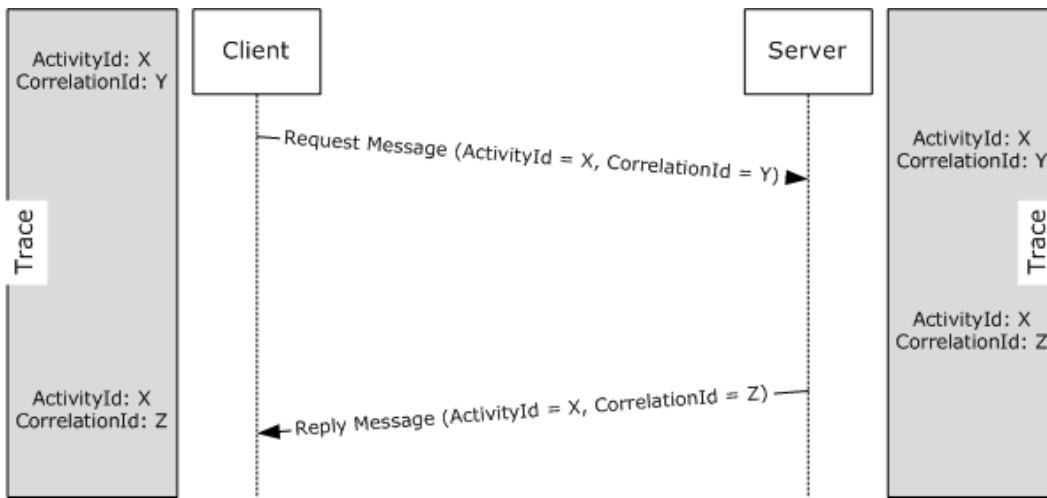 ActivityId: X
CorrelationId: Y
Client
Server
Request Message (ActivityId = X, CorrelationId = Y)
ActivityId: X
CorrelationId: Y
Trace
Trace
ActivityId: X
CorrelationId: Z
ActivityId: X
CorrelationId: Z
Reply Message (ActivityId = X, CorrelationId = Z)